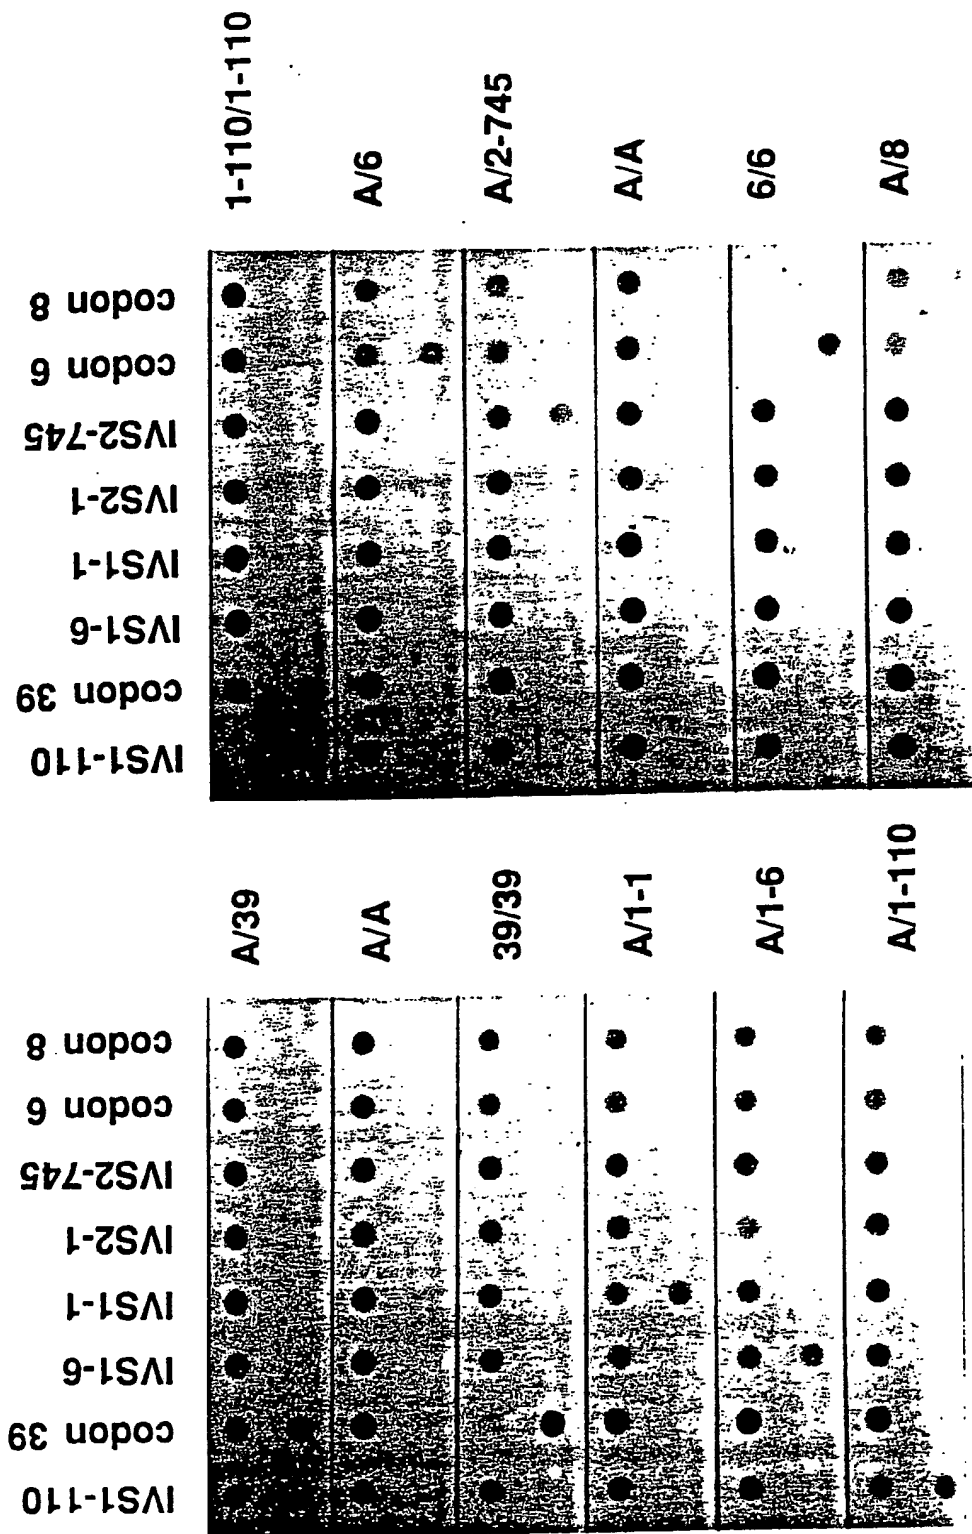 codon 8
codon 6
IVS2-745
IVS2-1
IVS1-1
IVS1-6
codon 39
IVS1-110
1-110/1-110
A/6
A/2-745
A/A
6/6
A/8
codon 8
codon 6
IVS2-745
IVS2-1
IVS1-1
IVS1-6
codon 39
IVS1-110
A/39
A/A
39/39
A/1-1
A/1-6
A/1-110